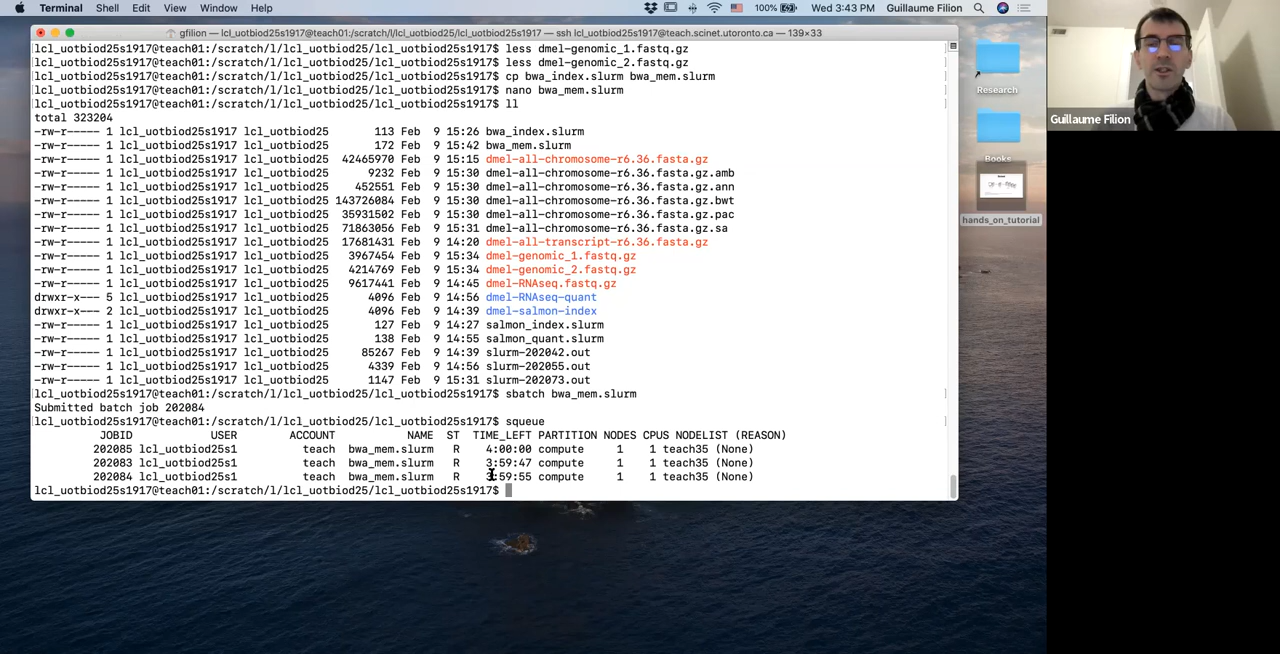 Terminal Shell Edit View Window Help 100% Wed 3:43 PM Guillaume Filion
gfilion — lcl_uotbiod25s1917@teach01:/scratch/l/lcl_uotbiod25/lcl_uotbiod25s1917 — ssh lcl_uotbiod25s1917@teach.scinet.utoronto.ca — 139×33
[lcl_uotbiod25s1917@teach01:/scratch/l/lcl_uotbiod25/lcl_uotbiod25s1917$ less dmel-genomic_1.fastq.gz ]
[lcl_uotbiod25s1917@teach01:/scratch/l/lcl_uotbiod25/lcl_uotbiod25s1917$ less dmel-genomic_2.fastq.gz ]
[lcl_uotbiod25s1917@teach01:/scratch/l/lcl_uotbiod25/lcl_uotbiod25s1917$ cp bwa_index.slurm bwa_mem.slurm ]
[lcl_uotbiod25s1917@teach01:/scratch/l/lcl_uotbiod25/lcl_uotbiod25s1917$ nano bwa_mem.slurm ]
[lcl_uotbiod25s1917@teach01:/scratch/l/lcl_uotbiod25/lcl_uotbiod25s1917$ ll ]
total 323204
-rw-r----- 1 lcl_uotbiod25s1917 lcl_uotbiod25 113 Feb 9 15:26 bwa_index.slurm
-rw-r----- 1 lcl_uotbiod25s1917 lcl_uotbiod25 172 Feb 9 15:42 bwa_mem.slurm
-rw-r----- 1 lcl_uotbiod25s1917 lcl_uotbiod25 42465970 Feb 9 15:15 dmel-all-chromosome-r6.36.fasta.gz
-rw-r----- 1 lcl_uotbiod25s1917 lcl_uotbiod25 9232 Feb 9 15:30 dmel-all-chromosome-r6.36.fasta.gz.amb
-rw-r----- 1 lcl_uotbiod25s1917 lcl_uotbiod25 452551 Feb 9 15:30 dmel-all-chromosome-r6.36.fasta.gz.ann
-rw-r----- 1 lcl_uotbiod25s1917 lcl_uotbiod25 143726084 Feb 9 15:30 dmel-all-chromosome-r6.36.fasta.gz.bwt
-rw-r----- 1 lcl_uotbiod25s1917 lcl_uotbiod25 35931502 Feb 9 15:30 dmel-all-chromosome-r6.36.fasta.gz.pac
-rw-r----- 1 lcl_uotbiod25s1917 lcl_uotbiod25 71863056 Feb 9 15:31 dmel-all-chromosome-r6.36.fasta.gz.sa
-rw-r----- 1 lcl_uotbiod25s1917 lcl_uotbiod25 17681431 Feb 9 14:20 dmel-all-transcript-r6.36.fasta.gz
-rw-r----- 1 lcl_uotbiod25s1917 lcl_uotbiod25 3967454 Feb 9 15:34 dmel-genomic_1.fastq.gz
-rw-r----- 1 lcl_uotbiod25s1917 lcl_uotbiod25 4214769 Feb 9 15:34 dmel-genomic_2.fastq.gz
-rw-r----- 1 lcl_uotbiod25s1917 lcl_uotbiod25 9617441 Feb 9 14:45 dmel-RNAseq.fastq.gz
drwxr-x--- 5 lcl_uotbiod25s1917 lcl_uotbiod25 4096 Feb 9 14:56 dmel-RNAseq-quant
drwxr-x--- 2 lcl_uotbiod25s1917 lcl_uotbiod25 4096 Feb 9 14:39 dmel-salmon-index
-rw-r----- 1 lcl_uotbiod25s1917 lcl_uotbiod25 127 Feb 9 14:27 salmon_index.slurm
-rw-r----- 1 lcl_uotbiod25s1917 lcl_uotbiod25 138 Feb 9 14:55 salmon_quant.slurm
-rw-r----- 1 lcl_uotbiod25s1917 lcl_uotbiod25 85267 Feb 9 14:39 slurm-202042.out
-rw-r----- 1 lcl_uotbiod25s1917 lcl_uotbiod25 4339 Feb 9 14:56 slurm-202055.out
-rw-r----- 1 lcl_uotbiod25s1917 lcl_uotbiod25 1147 Feb 9 15:31 slurm-202073.out
[lcl_uotbiod25s1917@teach01:/scratch/l/lcl_uotbiod25/lcl_uotbiod25s1917$ sbatch bwa_mem.slurm ]
Submitted batch job 202084
[lcl_uotbiod25s1917@teach01:/scratch/l/lcl_uotbiod25/lcl_uotbiod25s1917$ squeue ]
JOBID USER ACCOUNT NAME ST TIME_LEFT PARTITION NODES CPUS NODELIST (REASON)
202085 lcl_uotbiod25s1 teach bwa_mem.slurm R 4:00:00 compute 1 1 teach35 (None)
202083 lcl_uotbiod25s1 teach bwa_mem.slurm R 3:59:47 compute 1 1 teach35 (None)
202084 lcl_uotbiod25s1 teach bwa_mem.slurm R 3:59:55 compute 1 1 teach35 (None)
lcl_uotbiod25s1917@teach01:/scratch/l/lcl_uotbiod25/lcl_uotbiod25s1917$
Research
Books
hands_on_tutorial
Guillaume Filion